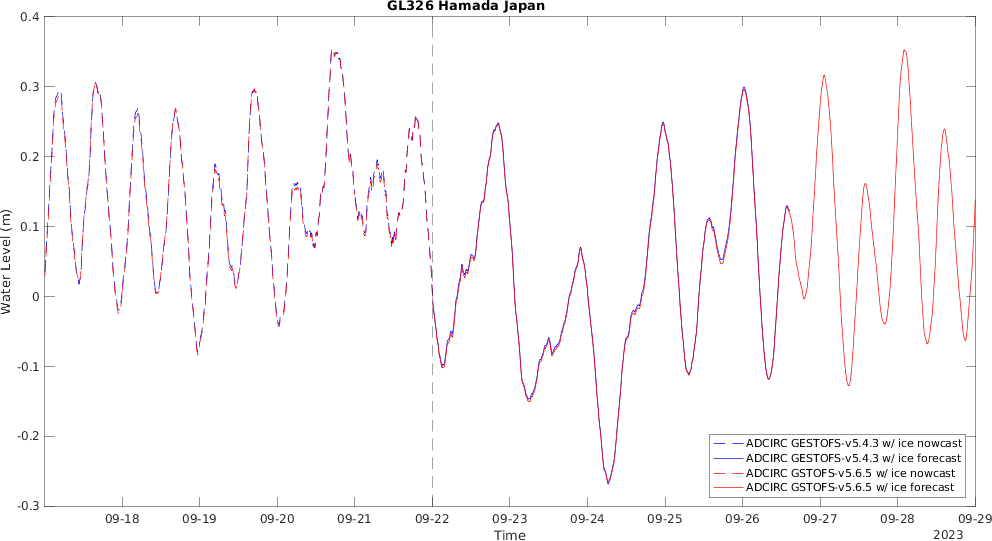 GL326 Hamada Japan
0.4
0.3
0.2
0.1
0
-0.1
-0.2
-0.3
Water Level (m)
09-18 09-19 09-20 09-21 09-22 09-23 09-24 09-25 09-26 09-27 09-28 09-29
Time
2023
ADCIRC GESTOFS-v5.4.3 w/ ice nowcast
ADCIRC GESTOFS-v5.4.3 w/ ice forecast
ADCIRC GSTOFS-v5.6.5 w/ ice nowcast
ADCIRC GSTOFS-v5.6.5 w/ ice forecast